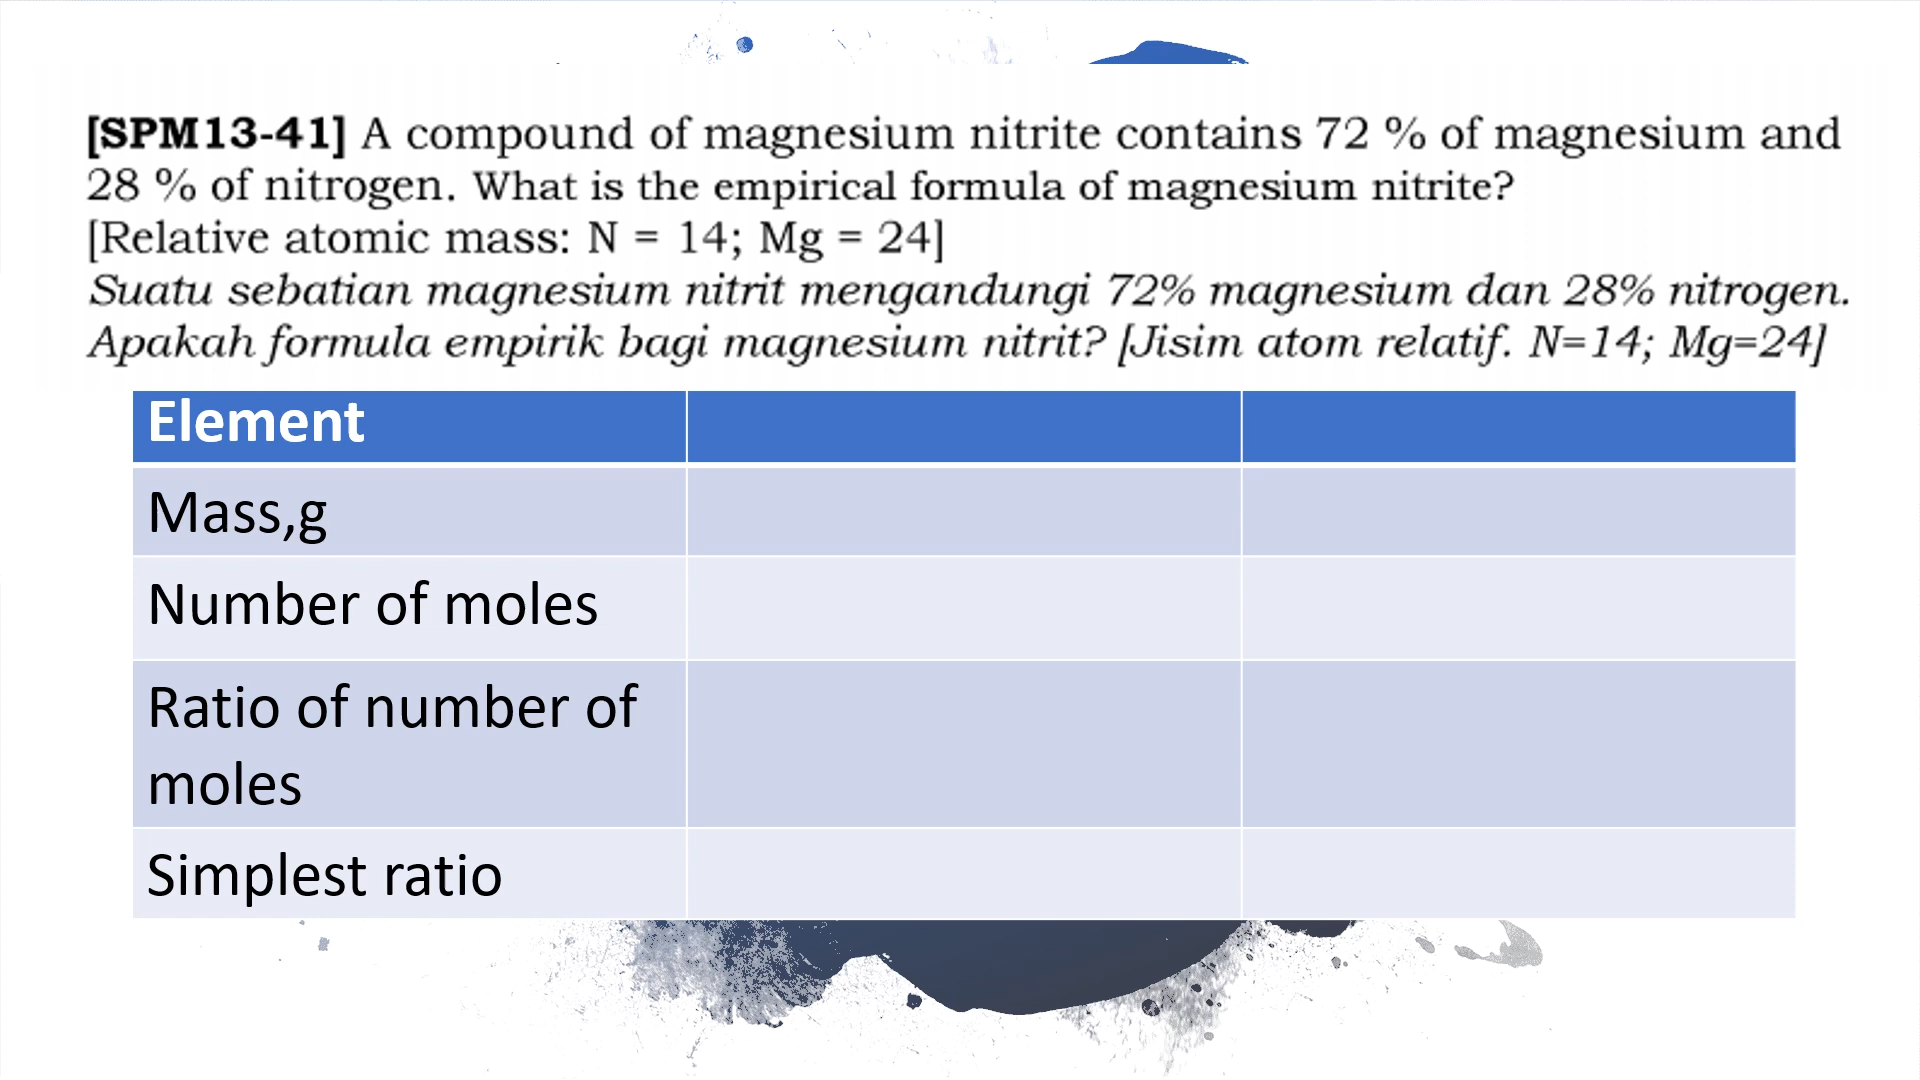 [SPM13-41] A compound of magnesium nitrite contains 72 % of magnesium and
28 % of nitrogen. What is the empirical formula of magnesium nitrite?
[Relative atomic mass: N = 14; Mg = 24]
Suatu sebatian magnesium nitrit mengandungi 72% magnesium dan 28% nitrogen.
Apakah formula empirik bagi magnesium nitrit? [Jisim atom relatif. N=14; Mg=24]
Element
Mass,g
Number of moles
Ratio of number of
moles
Simplest ratio